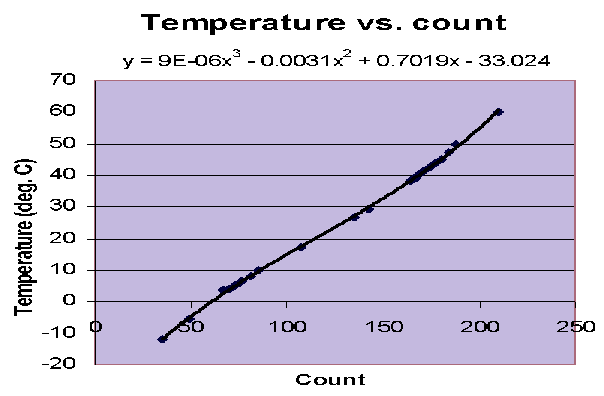 Temperature vs. count
y = 9E-06x³ - 0.0031x² + 0.7019x - 33.024
70
60
50
40
30
20
10
0
-10
-20
0 50 100 150 200 250
Temperature (deg. C)
Count